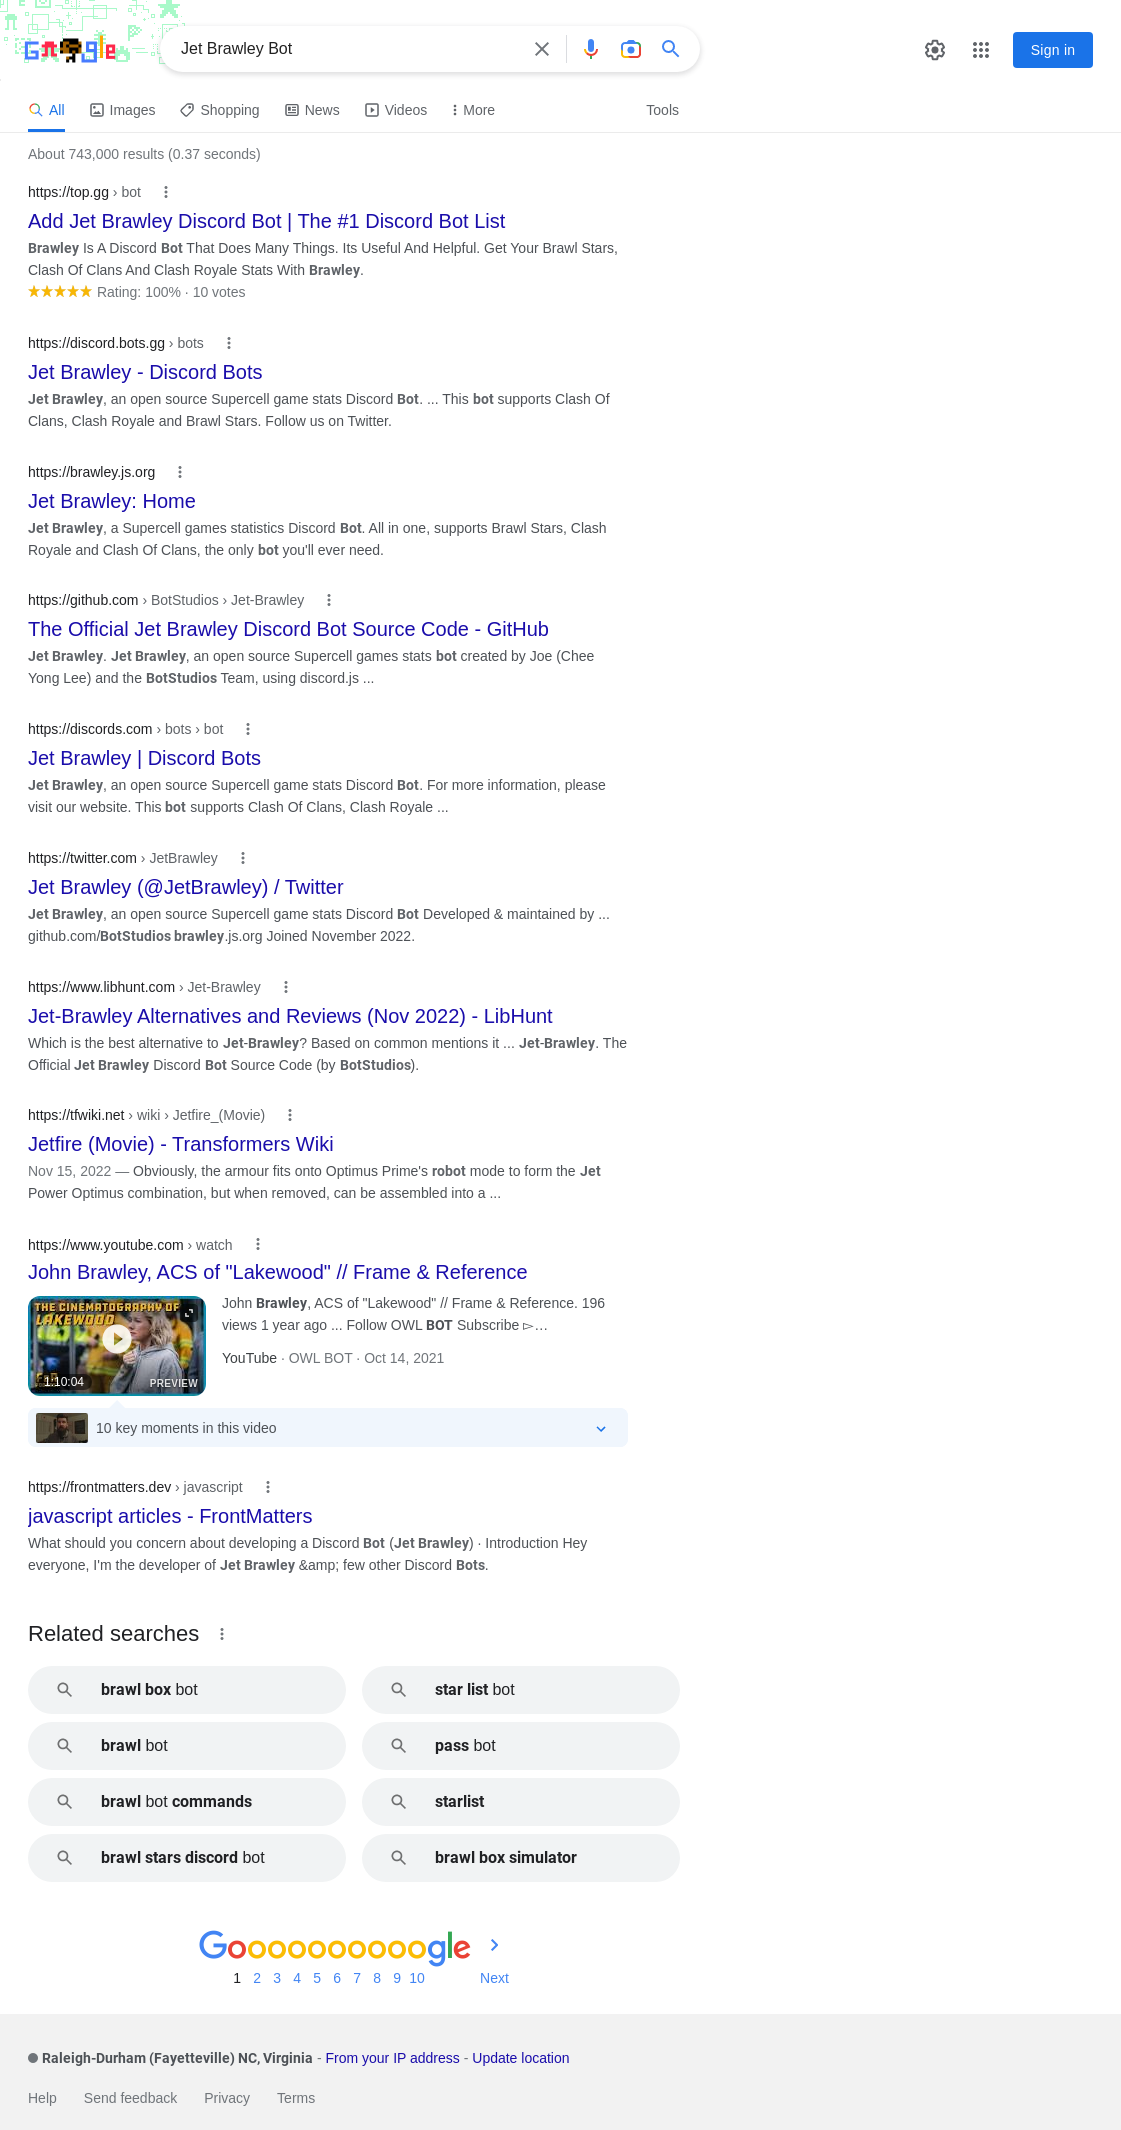 Google
Jet Brawley Bot
Sign in
All
Images
Shopping
News
Videos
More
Tools
About 743,000 results (0.37 seconds)
https://top.gg › bot
Add Jet Brawley Discord Bot | The #1 Discord Bot List
Brawley Is A Discord Bot That Does Many Things. Its Useful And Helpful. Get Your Brawl Stars,
Clash Of Clans And Clash Royale Stats With Brawley.
Rating: 100% · 10 votes
https://discord.bots.gg › bots
Jet Brawley - Discord Bots
Jet Brawley, an open source Supercell game stats Discord Bot. ... This bot supports Clash Of
Clans, Clash Royale and Brawl Stars. Follow us on Twitter.
https://brawley.js.org
Jet Brawley: Home
Jet Brawley, a Supercell games statistics Discord Bot. All in one, supports Brawl Stars, Clash
Royale and Clash Of Clans, the only bot you'll ever need.
https://github.com › BotStudios › Jet-Brawley
The Official Jet Brawley Discord Bot Source Code - GitHub
Jet Brawley. Jet Brawley, an open source Supercell games stats bot created by Joe (Chee
Yong Lee) and the BotStudios Team, using discord.js ...
https://discords.com › bots › bot
Jet Brawley | Discord Bots
Jet Brawley, an open source Supercell game stats Discord Bot. For more information, please
visit our website. This bot supports Clash Of Clans, Clash Royale ...
https://twitter.com › JetBrawley
Jet Brawley (@JetBrawley) / Twitter
Jet Brawley, an open source Supercell game stats Discord Bot Developed & maintained by ...
github.com/BotStudios brawley.js.org Joined November 2022.
https://www.libhunt.com › Jet-Brawley
Jet-Brawley Alternatives and Reviews (Nov 2022) - LibHunt
Which is the best alternative to Jet-Brawley? Based on common mentions it ... Jet-Brawley. The
Official Jet Brawley Discord Bot Source Code (by BotStudios).
https://tfwiki.net › wiki › Jetfire_(Movie)
Jetfire (Movie) - Transformers Wiki
Nov 15, 2022 — Obviously, the armour fits onto Optimus Prime's robot mode to form the Jet
Power Optimus combination, but when removed, can be assembled into a ...
https://www.youtube.com › watch
John Brawley, ACS of "Lakewood" // Frame & Reference
THE CINEMATOGRAPHY OF
LAKEWOOD
1:10:04
PREVIEW
John Brawley, ACS of "Lakewood" // Frame & Reference. 196
views 1 year ago ... Follow OWL BOT Subscribe ▻…
YouTube · OWL BOT · Oct 14, 2021
10 key moments in this video
https://frontmatters.dev › javascript
javascript articles - FrontMatters
What should you concern about developing a Discord Bot (Jet Brawley) · Introduction Hey
everyone, I'm the developer of Jet Brawley &amp; few other Discord Bots.
Related searches
brawl box bot
star list bot
brawl bot
pass bot
brawl bot commands
starlist
brawl stars discord bot
brawl box simulator
Goooooooooogle
1 2 3 4 5 6 7 8 9 10 Next
Raleigh-Durham (Fayetteville) NC, Virginia - From your IP address - Update location
Help Send feedback Privacy Terms